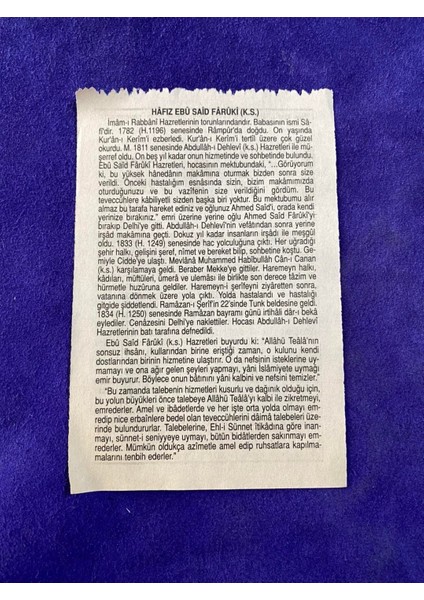 HÂFIZ EBÛ SAÎD FÂRÛKÎ (K.S.)
İmâm-ı Rabbânî Hazretlerinin torunlarındandır. Babasının ismi Sâ-
fî'dir. 1782 (H.1196) senesinde Râmpûr'da doğdu. On yaşında
Kur'ân-ı Kerîm'i ezberledi. Kur'ân-ı Kerîm'i tertîl üzere çok güzel
okurdu. M. 1811 senesinde Abdullâh-ı Dehlevî (k.s.) Hazretleri ile mü-
şerref oldu. On beş yıl kadar onun hizmetinde ve sohbetinde bulundu.
Ebû Saîd Fârûkî Hazretleri, hocasının mektubundaki, "...Görüyorum
ki, bu yüksek hânedânın makâmına oturmak bizden sonra size
verildi. Önceki hastalığım esnâsında sizin, bizim makâmımızda
oturduğunuzu ve bu vazîfenin size verildiğini gördüm. Bu
teveccühlere kâbiliyetli sizden başka biri yoktur. Bu mektubumu alır
almaz bu tarafa hareket ediniz ve oğlunuz Ahmed Saîd'i, orada kendi
yerinize bırakınız." emri üzerine yerine oğlu Ahmed Saîd Fârûkî'yi
bırakıp Delhi'ye gitti. Abdullâh-ı Dehlevî'nin vefâtından sonra yerine
irşâd makâmına geçti. Dokuz yıl kadar insanların irşâdı ile meşgûl
oldu. 1833 (H. 1249) senesinde hac yolculuğuna çıktı. Her uğradığı
şehir halkı, gelişini şeref, nîmet ve bereket bilip, sohbetine koştu. Ge-
miyle Cidde'ye ulaştı. Mevlânâ Muhammed Habîbullâh Cân-ı Canan
(k.s.) karşılamaya geldi. Beraber Mekke'ye gittiler. Haremeyn halkı,
kâdıları, müftüleri, ümerâ ve ulemâsı ile birlikte son derece tâzim ve
hürmetle huzûruna geldiler. Haremeyn-i şerîfeyni ziyâretten sonra,
vatanına dönmek üzere yola çıktı. Yolda hastalandı ve hastalığı
gitgide şiddetlendi. Ramâzan-ı Şerîf'in 22'sinde Tunk beldesine geldi.
1834 (H. 1250) senesinde Ramâzan bayramı günü irtihâli dâr-ı bekâ
eylediler. Cenâzesini Delhi'ye naklettiler. Hocası Abdullâh-ı Dehlevî
Hazretlerinin batı tarafına defnedildi.
Ebû Saîd Fârûkî (k.s.) Hazretleri buyurdu ki: "Allâhü Teâlâ'nın
sonsuz ihsânı, kullarından birine eriştiği zaman, o kulunu kendi
dostlarından birinin hizmetine ulaştırır. O da nefsinin isteklerine uy-
mamayı ve ona ağır gelen şeyleri yapmayı, yâni İslâmiyete uymağı
emir buyurur. Böylece onun bâtınını yâni kalbini ve nefsini temizler."
"Bu zamanda talebenin hizmetleri kusurlu ve dağınık olduğu için,
bu yolun büyükleri önce talebeye Allâhü Teâlâ'yı kalbi ile zikretmeyi,
emrederler. Amel ve ibâdetlerde ve her işte orta yolda olmayı em-
redip nice erbaînlere bedel olan teveccühlerini dâima talebeleri üze-
rinde bulundururlar. Talebelerine, Ehl-i Sünnet îtikâdına göre inan-
mayı, sünnet-i seniyyeye uymayı, bütün bidâtlerden sakınmayı em-
rederler. Mümkün oldukça azîmetle amel edip ruhsatlara kapılma-
malarını tenbih ederler."